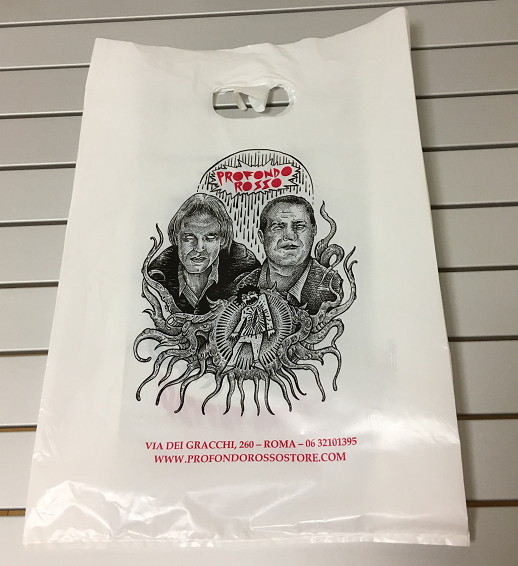 PROFONDO
ROSSO
VIA DEI GRACCHI, 260 – ROMA – 06 32101395
WWW.PROFONDOROSSOSTORE.COM